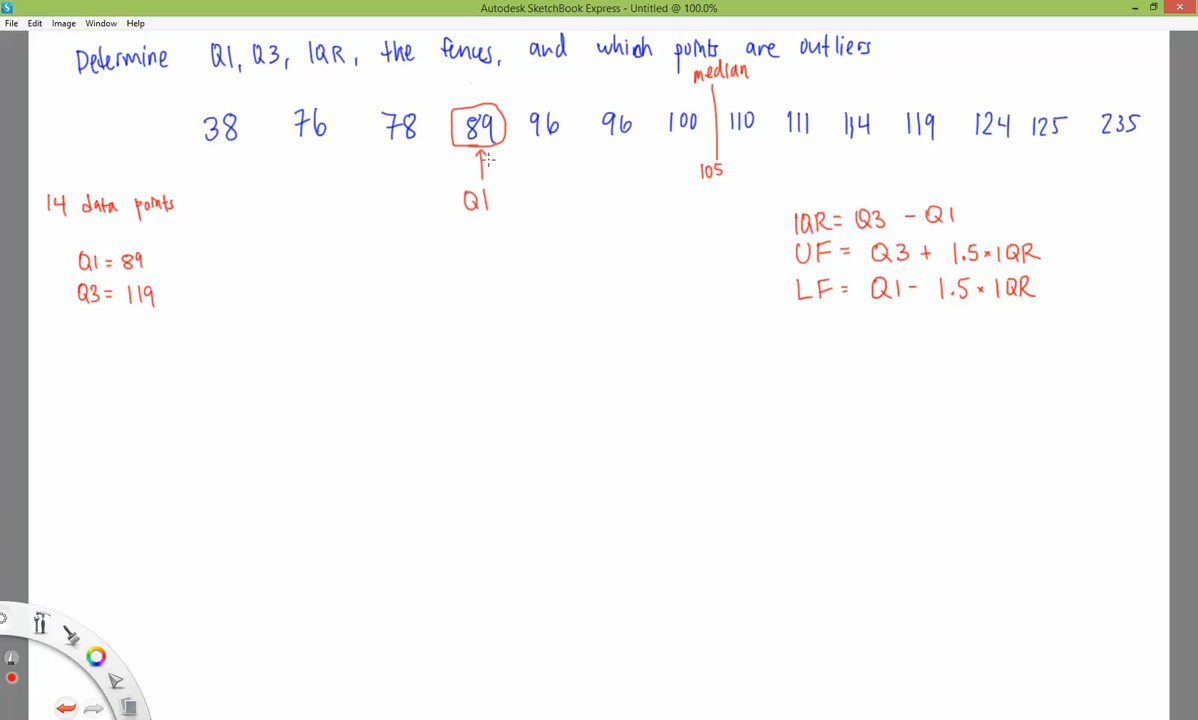 Autodesk SketchBook Express - Untitled @ 100.0%
File Edit Image Window Help
Determine Q1, Q3, IQR, the fences, and which points are outliers
median
38 76 78 89 96 96 100 110 111 114 119 124 125 235
105
Q1
14 data points
IQR = Q3 - Q1
UF = Q3 + 1.5 * IQR
LF = Q1 - 1.5 * IQR
Q1 = 89
Q3 = 119